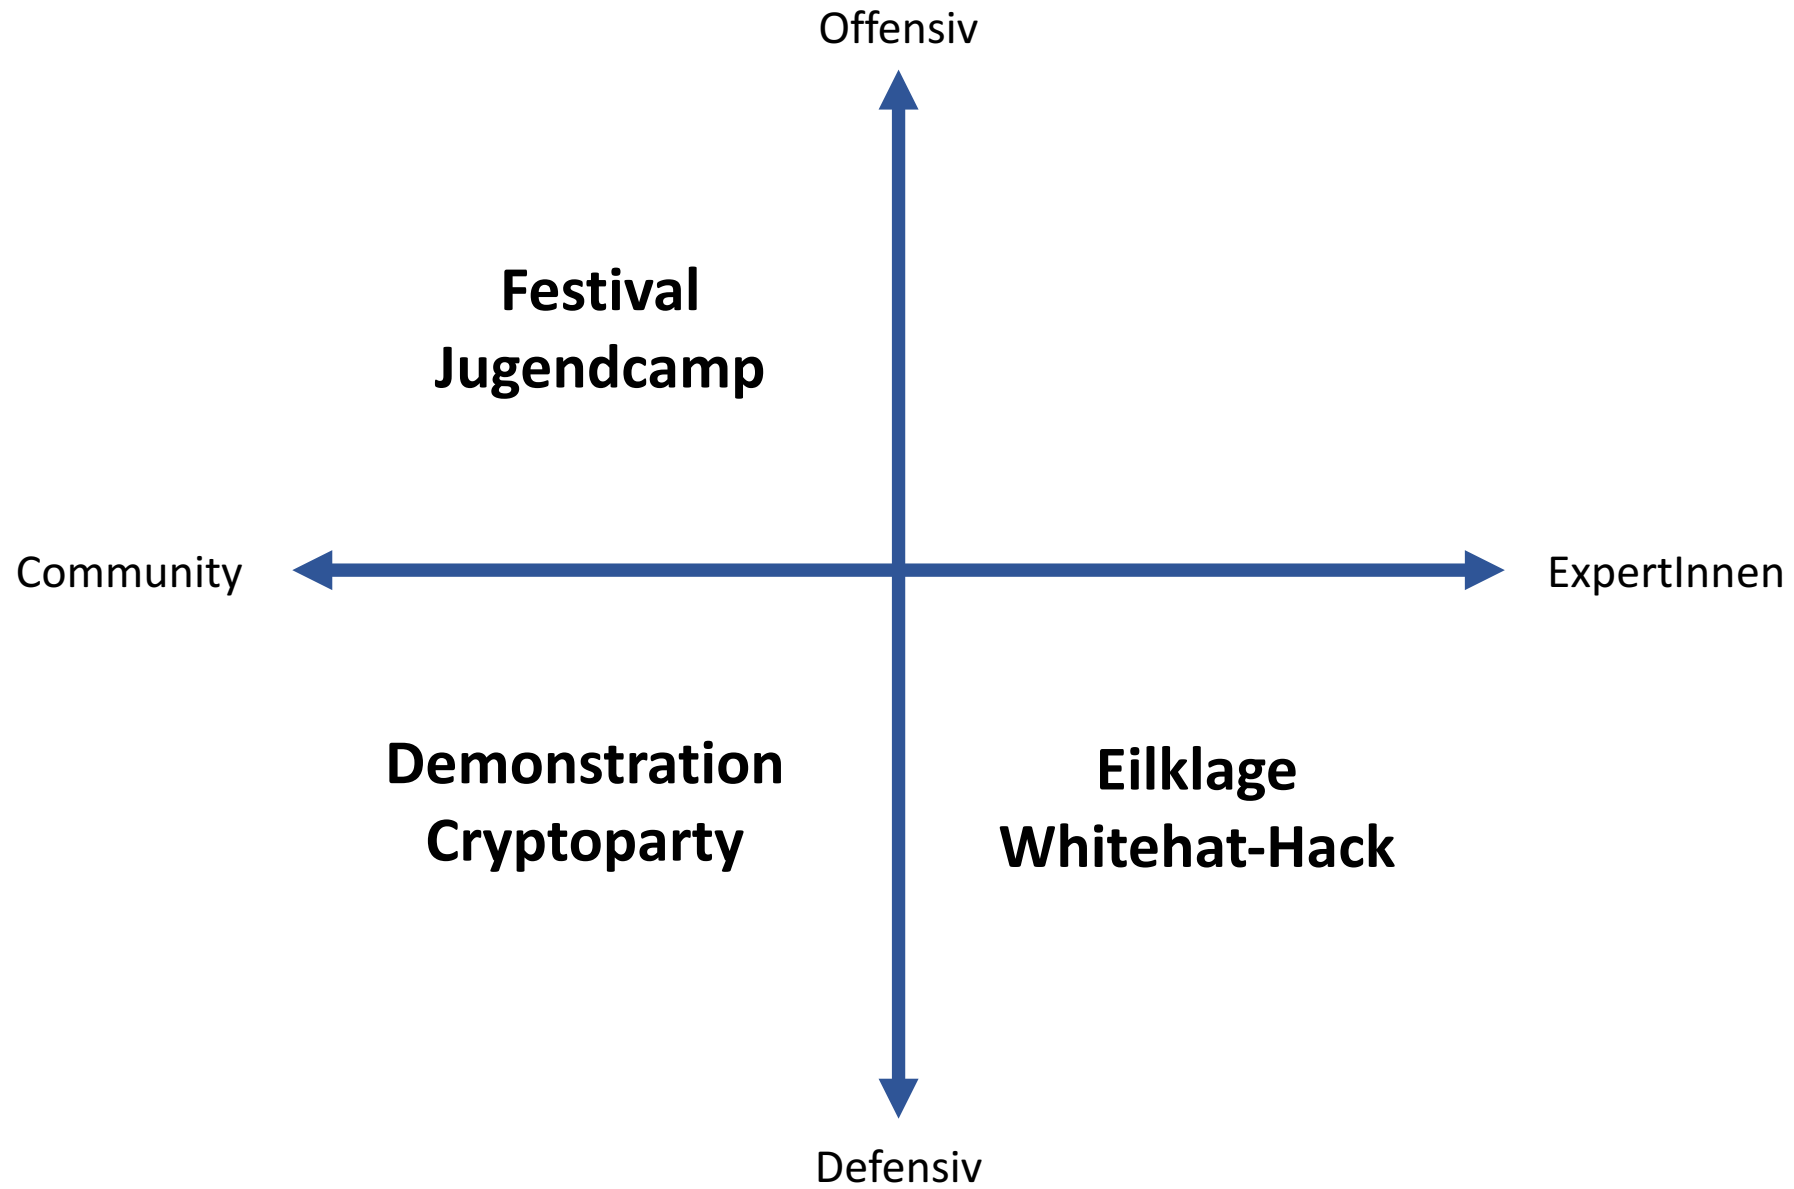 Offensiv
Festival
Jugendcamp
Community
ExpertInnen
Demonstration
Cryptoparty
Eilklage
Whitehat-Hack
Defensiv